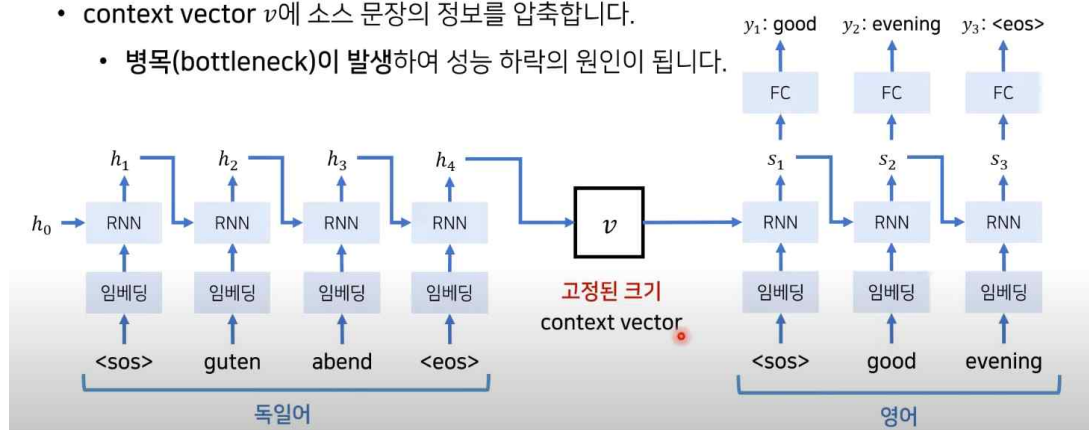 • context vector v에 소스 문장의 정보를 압축합니다.
• 병목(bottleneck)이 발생하여 성능 하락의 원인이 됩니다.
y₁: good y₂: evening y₃: <eos>
FC FC FC
h₁ h₂ h₃ h₄ s₁ s₂ s₃
h₀ RNN RNN RNN RNN v RNN RNN RNN
임베딩 임베딩 임베딩 임베딩 고정된 크기 임베딩 임베딩 임베딩
context vector
<sos> guten abend <eos> <sos> good evening
독일어 영어